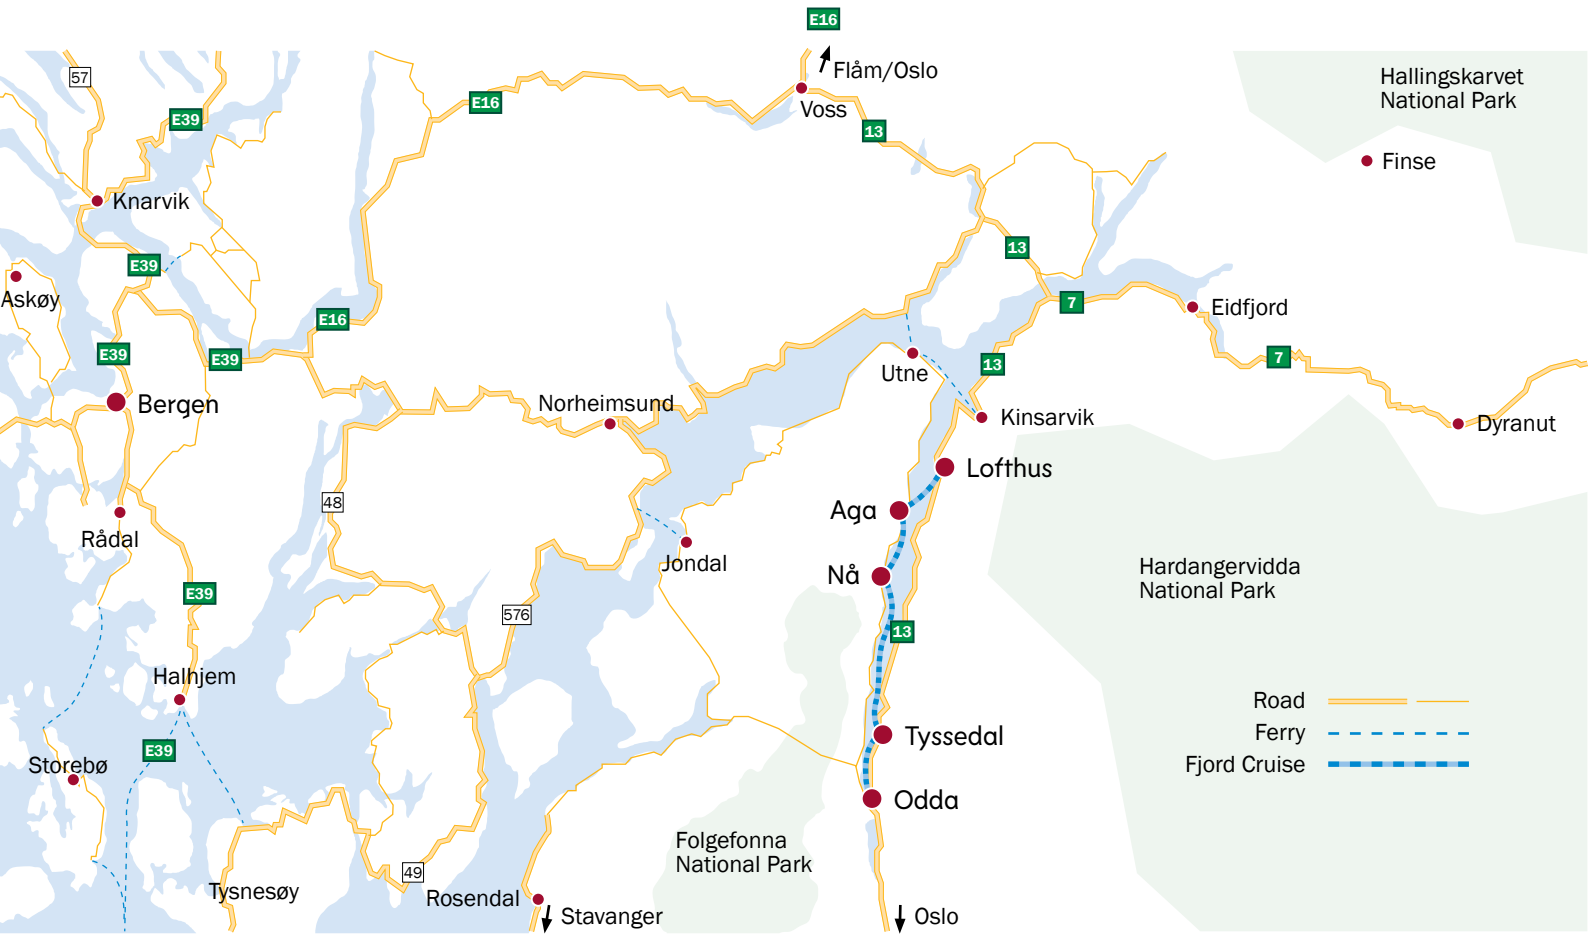 E16
Flåm/Oslo
Hallingskarvet
National Park
57
E16
Voss
E39
13
Finse
Knarvik
13
E39
Askøy
7
Eidfjord
E16
E39
E39
13
7
Utne
Bergen
Norheimsund
Kinsarvik
Dyranut
Lofthus
48
Aga
Rådal
Jondal
Nå
Hardangervidda
National Park
E39
576
13
Halhjem
Road
Ferry
Fjord Cruise
Tyssedal
E39
Storebø
Odda
Folgefonna
National Park
49
Tysnesøy
Rosendal
Stavanger
Oslo